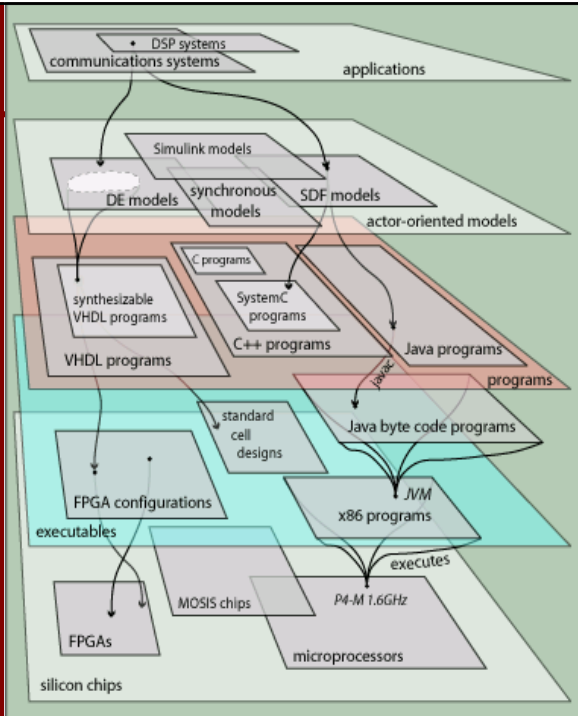 DSP systems
communications systems
applications
Simulink models
synchronous
models
DE models
SDF models
actor-oriented models
C programs
SystemC
programs
C++ programs
synthesizable
VHDL programs
VHDL programs
Java programs
programs
javac
Java byte code programs
standard
cell
designs
FPGA configurations
JVM
x86 programs
executables
executes
P4-M 1.6GHz
MOSIS chips
FPGAs
microprocessors
silicon chips